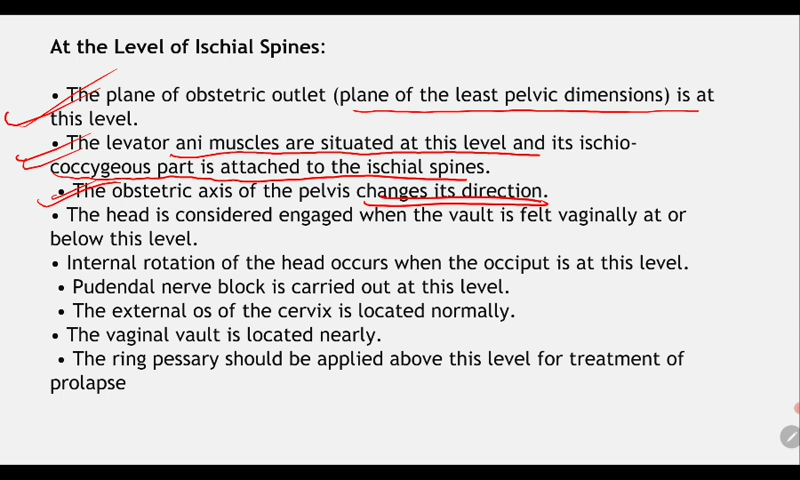 At the Level of Ischial Spines:
• The plane of obstetric outlet (plane of the least pelvic dimensions) is at
this level.
• The levator ani muscles are situated at this level and its ischio-
coccygeous part is attached to the ischial spines.
• The obstetric axis of the pelvis changes its direction.
• The head is considered engaged when the vault is felt vaginally at or
below this level.
• Internal rotation of the head occurs when the occiput is at this level.
• Pudendal nerve block is carried out at this level.
• The external os of the cervix is located normally.
• The vaginal vault is located nearly.
• The ring pessary should be applied above this level for treatment of
prolapse